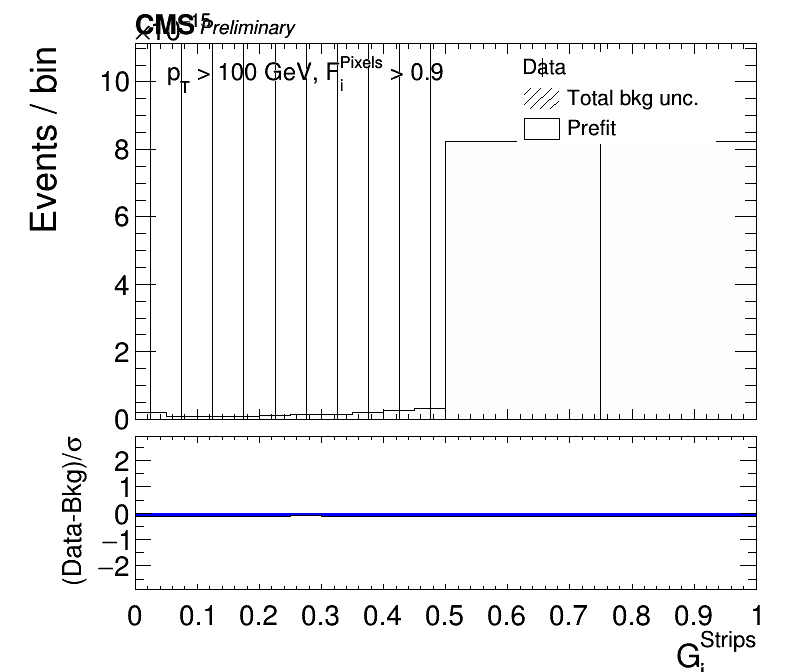 CMS Preliminary
×10^15
Events / bin
p_T > 100 GeV, F_i^Pixels > 0.9
Data
Total bkg unc.
Prefit
10
8
6
4
2
0
(Data-Bkg)/σ
2
1
0
−1
−2
0 0.1 0.2 0.3 0.4 0.5 0.6 0.7 0.8 0.9 1
G_i^Strips